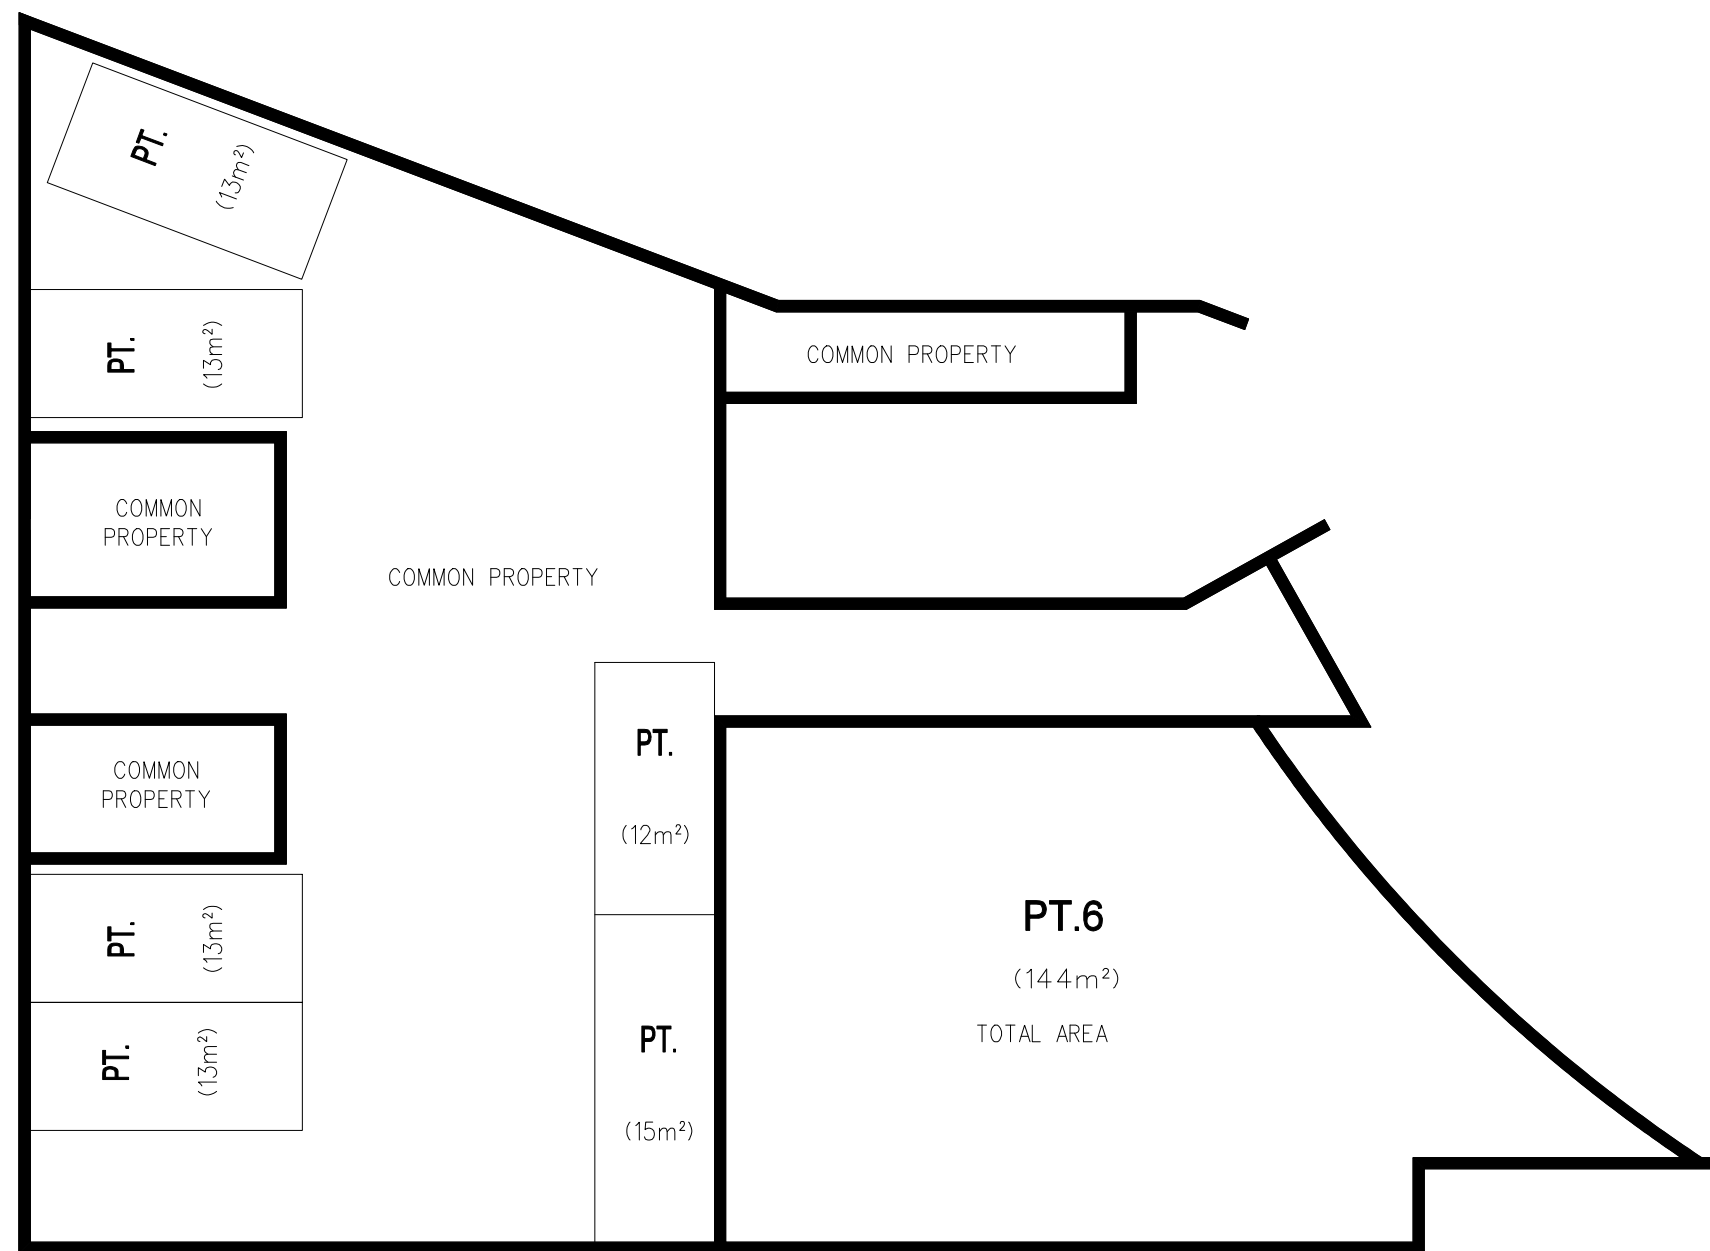 PT.
(13m²)
PT.
(13m²)
COMMON PROPERTY
COMMON
PROPERTY
COMMON PROPERTY
PT.
(12m²)
COMMON
PROPERTY
PT.
(13m²)
PT.6
(144m²)
TOTAL AREA
PT.
(13m²)
PT.
(15m²)